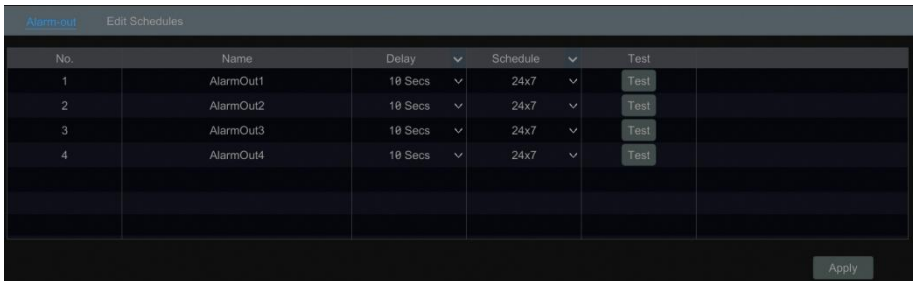 Alarm-out Edit Schedules
No. Name Delay Schedule Test
1 AlarmOut1 10 Secs 24x7 Test
2 AlarmOut2 10 Secs 24x7 Test
3 AlarmOut3 10 Secs 24x7 Test
4 AlarmOut4 10 Secs 24x7 Test
Apply